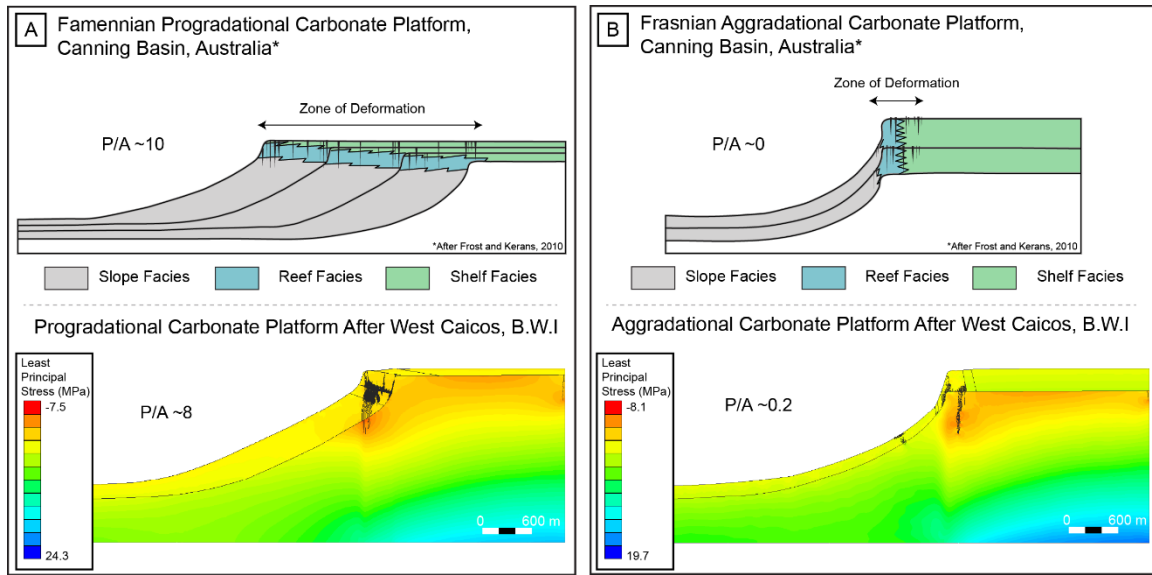 A
Famennian Progradational Carbonate Platform,
Canning Basin, Australia*
Zone of Deformation
P/A ~10
*After Frost and Kerans, 2010
Slope Facies
Reef Facies
Shelf Facies
Progradational Carbonate Platform After West Caicos, B.W.I
Least
Principal
Stress (MPa)
-7.5
24.3
P/A ~8
0 600 m
B
Frasnian Aggradational Carbonate Platform,
Canning Basin, Australia*
Zone of Deformation
P/A ~0
*After Frost and Kerans, 2010
Slope Facies
Reef Facies
Shelf Facies
Aggradational Carbonate Platform After West Caicos, B.W.I
Least
Principal
Stress (MPa)
-8.1
19.7
P/A ~0.2
0 600 m